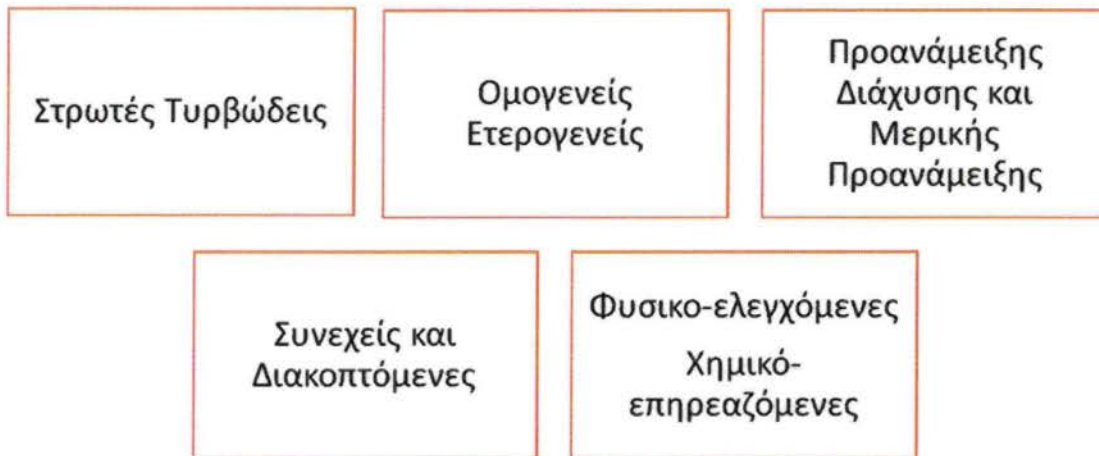 Στρωτές Τυρβώδεις
Ομογενείς
Ετερογενείς
Προανάμειξης
Διάχυσης και
Μερικής
Προανάμειξης
Συνεχείς και
Διακοπτόμενες
Φυσικο-ελεγχόμενες
Χημικό-
επηρεαζόμενες